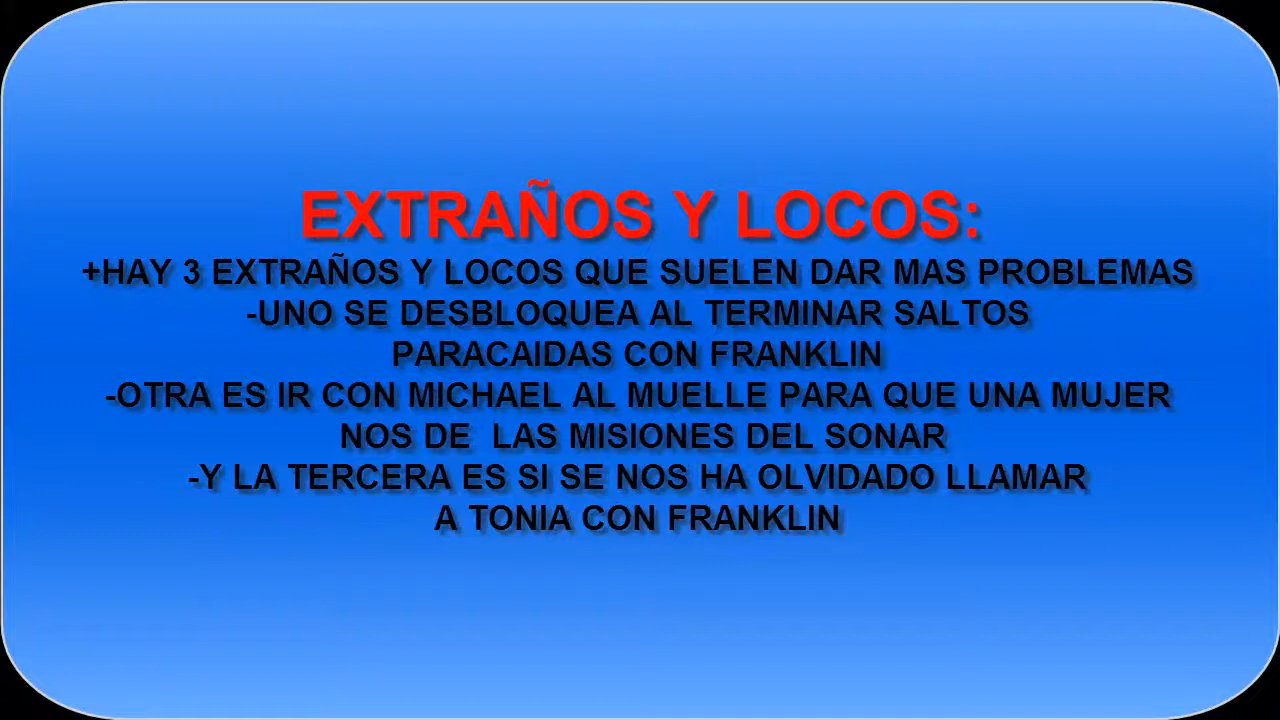 EXTRAÑOS Y LOCOS:
+HAY 3 EXTRAÑOS Y LOCOS QUE SUELEN DAR MAS PROBLEMAS
-UNO SE DESBLOQUEA AL TERMINAR SALTOS
PARACAIDAS CON FRANKLIN
-OTRA ES IR CON MICHAEL AL MUELLE PARA QUE UNA MUJER
NOS DE LAS MISIONES DEL SONAR
-Y LA TERCERA ES SI SE NOS HA OLVIDADO LLAMAR
A TONIA CON FRANKLIN